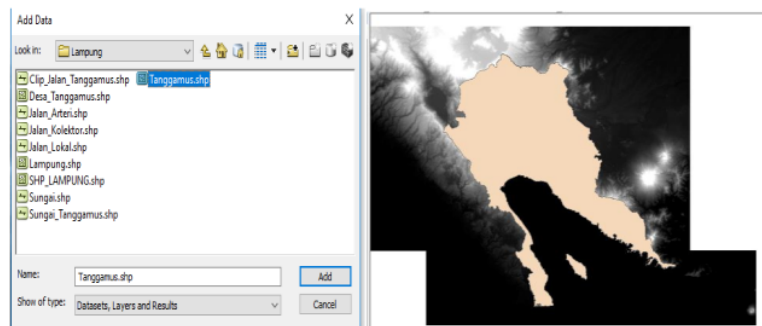 Add Data
Look in: Lampung
Clip_Jalan_Tanggamus.shp Tanggamus.shp
Desa_Tanggamus.shp
Jalan_Arteri.shp
Jalan_Kolektor.shp
Jalan_Lokal.shp
Lampung.shp
SHP_LAMPUNG.shp
Sungai.shp
Sungai_Tanggamus.shp
Name: Tanggamus.shp Add
Show of type: Datasets, Layers and Results Cancel